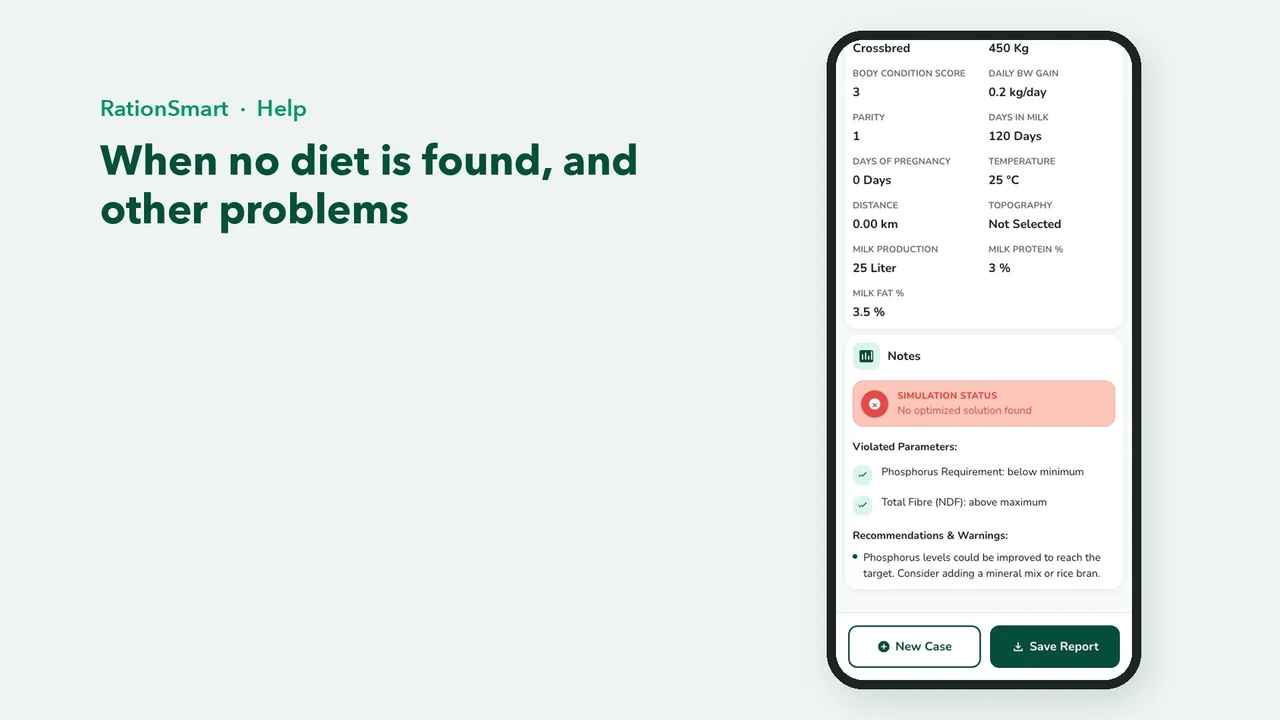 RationSmart · Help
When no diet is found, and
other problems
Crossbred 450 Kg
BODY CONDITION SCORE DAILY BW GAIN
3 0.2 kg/day
PARITY DAYS IN MILK
1 120 Days
DAYS OF PREGNANCY TEMPERATURE
0 Days 25 °C
DISTANCE TOPOGRAPHY
0.00 km Not Selected
MILK PRODUCTION MILK PROTEIN %
25 Liter 3 %
MILK FAT %
3.5 %
Notes
SIMULATION STATUS
No optimized solution found
Violated Parameters:
Phosphorus Requirement: below minimum
Total Fibre (NDF): above maximum
Recommendations & Warnings:
Phosphorus levels could be improved to reach the
target. Consider adding a mineral mix or rice bran.
New Case Save Report